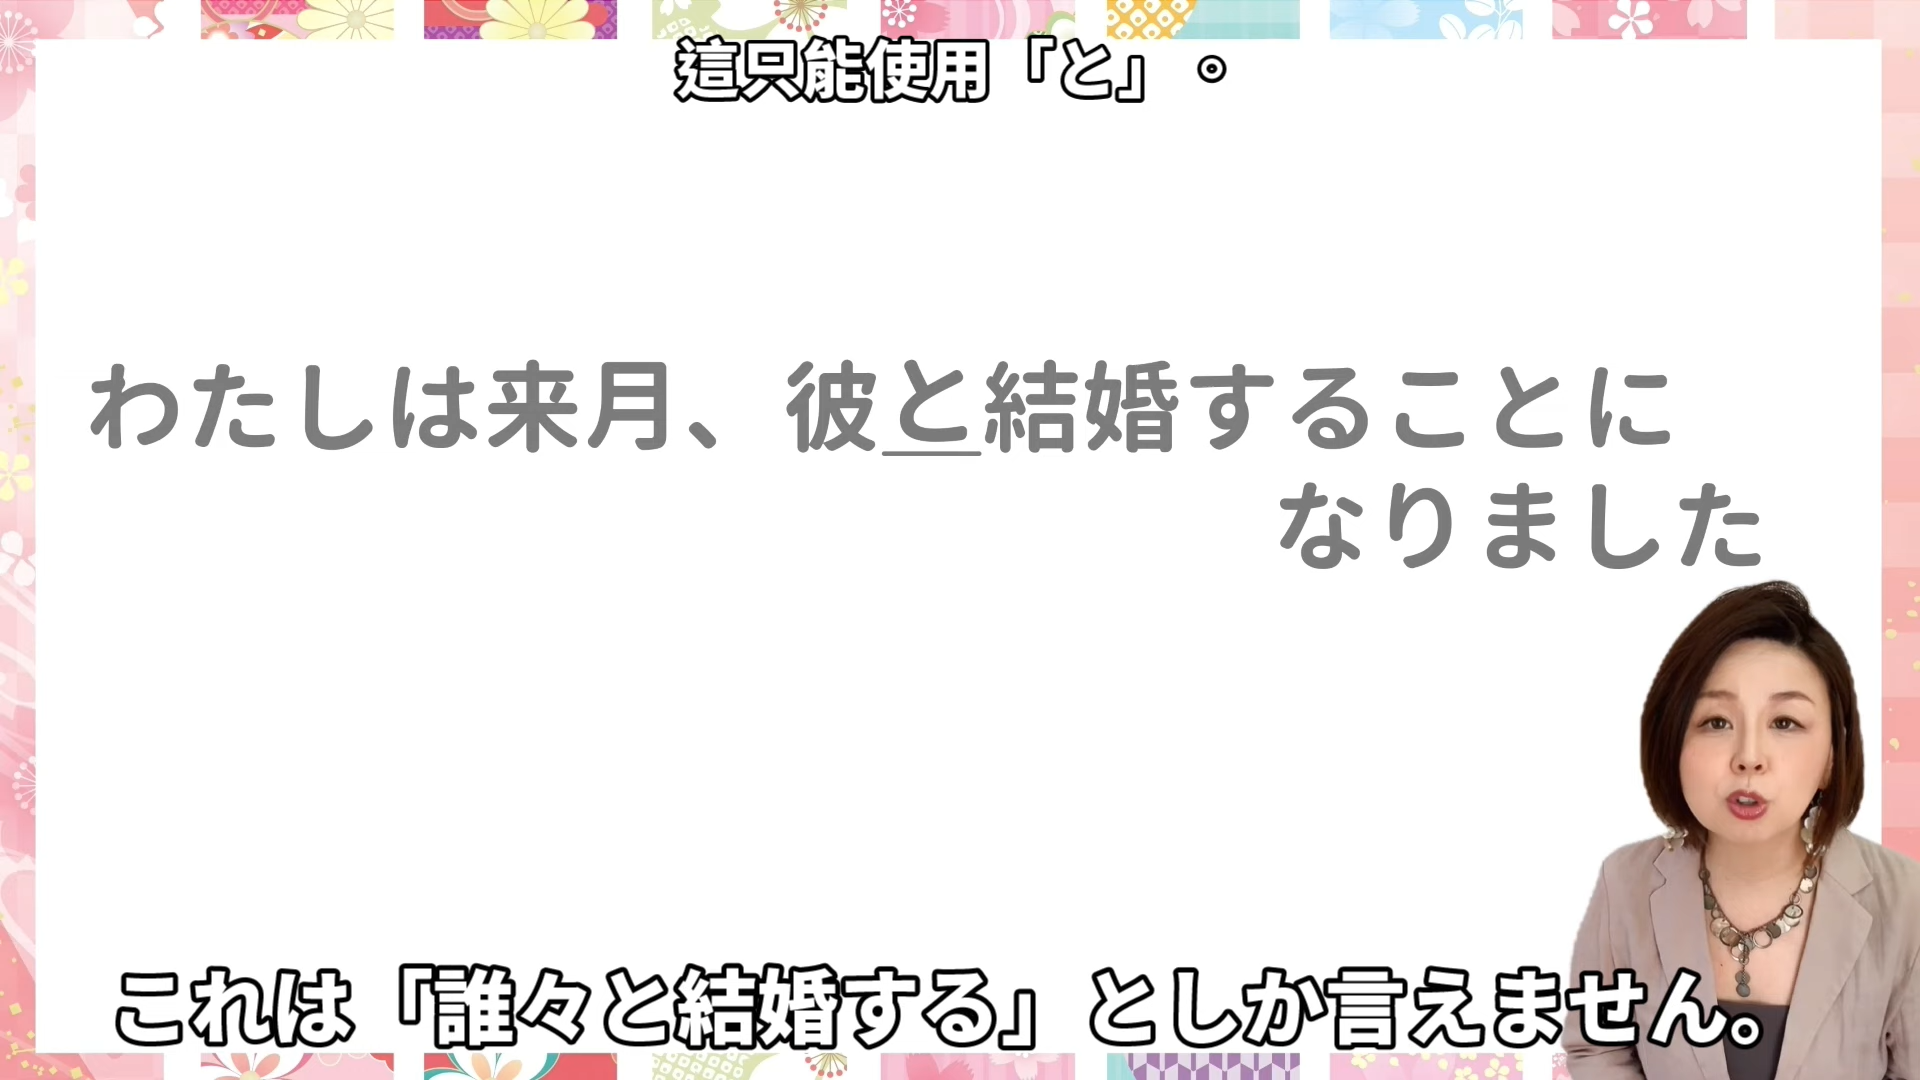 這只能使用「と」。
わたしは来月、彼と結婚することに
なりました
これは「誰々と結婚する」としか言えません。